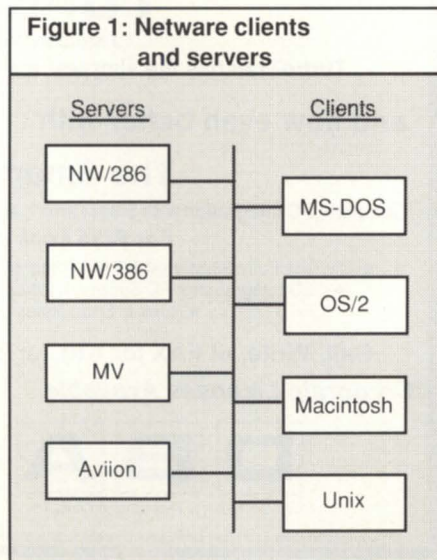 Figure 1: Netware clients
and servers
Servers
Clients
NW/286
MS-DOS
NW/386
OS/2
MV
Macintosh
Aviion
Unix